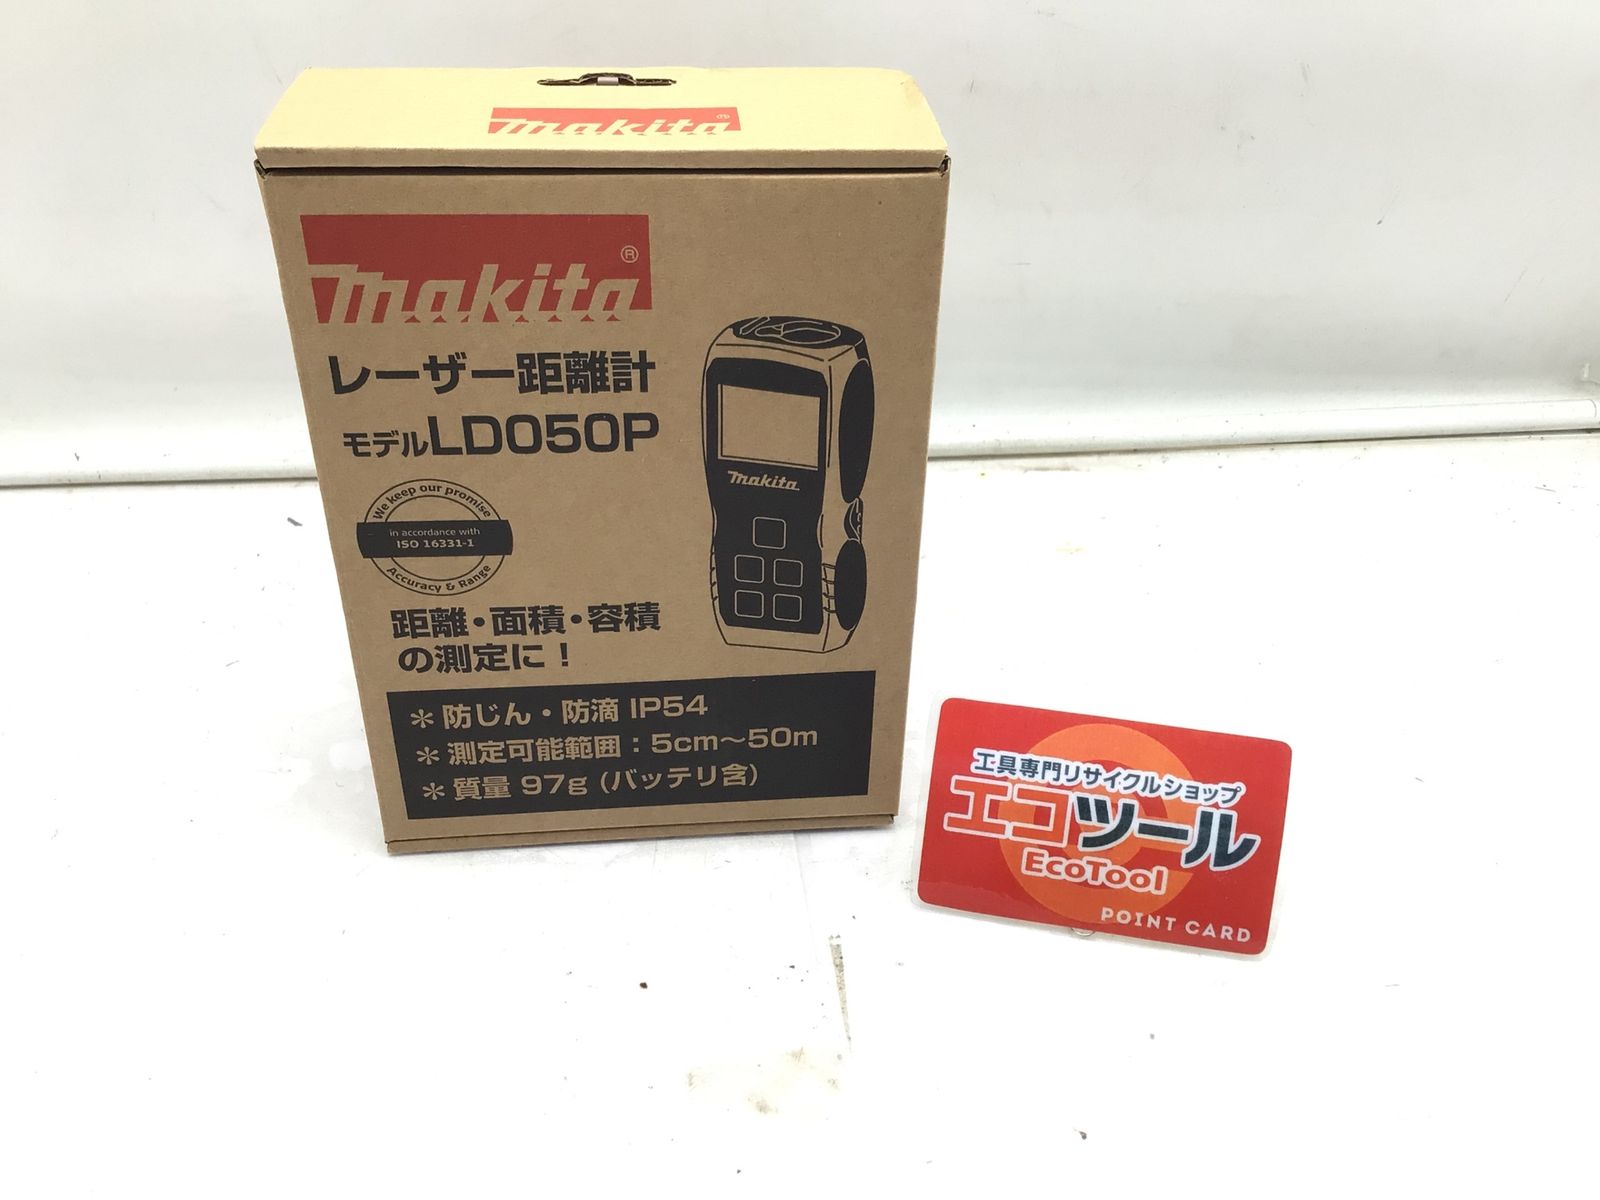 makita®
makita®
レーザー距離計
モデルLD050P
We keep our promise
in accordance with
ISO 16331-1
Accuracy & Range
距離・面積・容積
の測定に！
makita
＊防じん・防滴 IP54
＊測定可能範囲：5cm～50m
＊質量 97g（バッテリ含）
工具専門リサイクルショップ
エコツール
EcoTool
POINT CARD